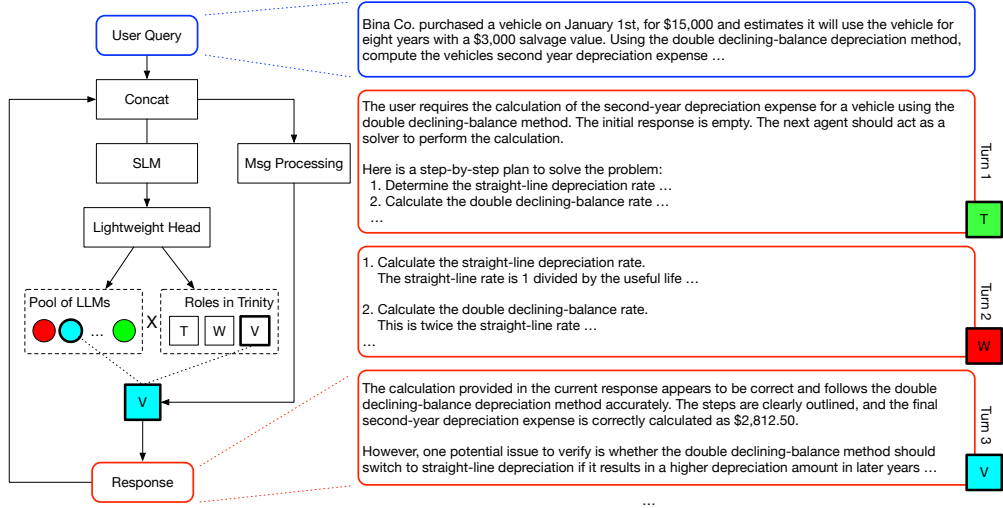 User Query
Concat
SLM
Msg Processing
Lightweight Head
Pool of LLMs
...
X
Roles in Trinity
T
W
V
V
Response
Bina Co. purchased a vehicle on January 1st, for $15,000 and estimates it will use the vehicle for
eight years with a $3,000 salvage value. Using the double declining-balance depreciation method,
compute the vehicles second year depreciation expense …
The user requires the calculation of the second-year depreciation expense for a vehicle using the
double declining-balance method. The initial response is empty. The next agent should act as a
solver to perform the calculation.
Here is a step-by-step plan to solve the problem:
1. Determine the straight-line depreciation rate …
2. Calculate the double declining-balance rate …
…
Turn 1
T
1. Calculate the straight-line depreciation rate.
The straight-line rate is 1 divided by the useful life …
2. Calculate the double declining-balance rate.
This is twice the straight-line rate …
…
Turn 2
W
The calculation provided in the current response appears to be correct and follows the double
declining-balance depreciation method accurately. The steps are clearly outlined, and the final
second-year depreciation expense is correctly calculated as $2,812.50.
However, one potential issue to verify is whether the double declining-balance method should
switch to straight-line depreciation if it results in a higher depreciation amount in later years …
Turn 3
V
…